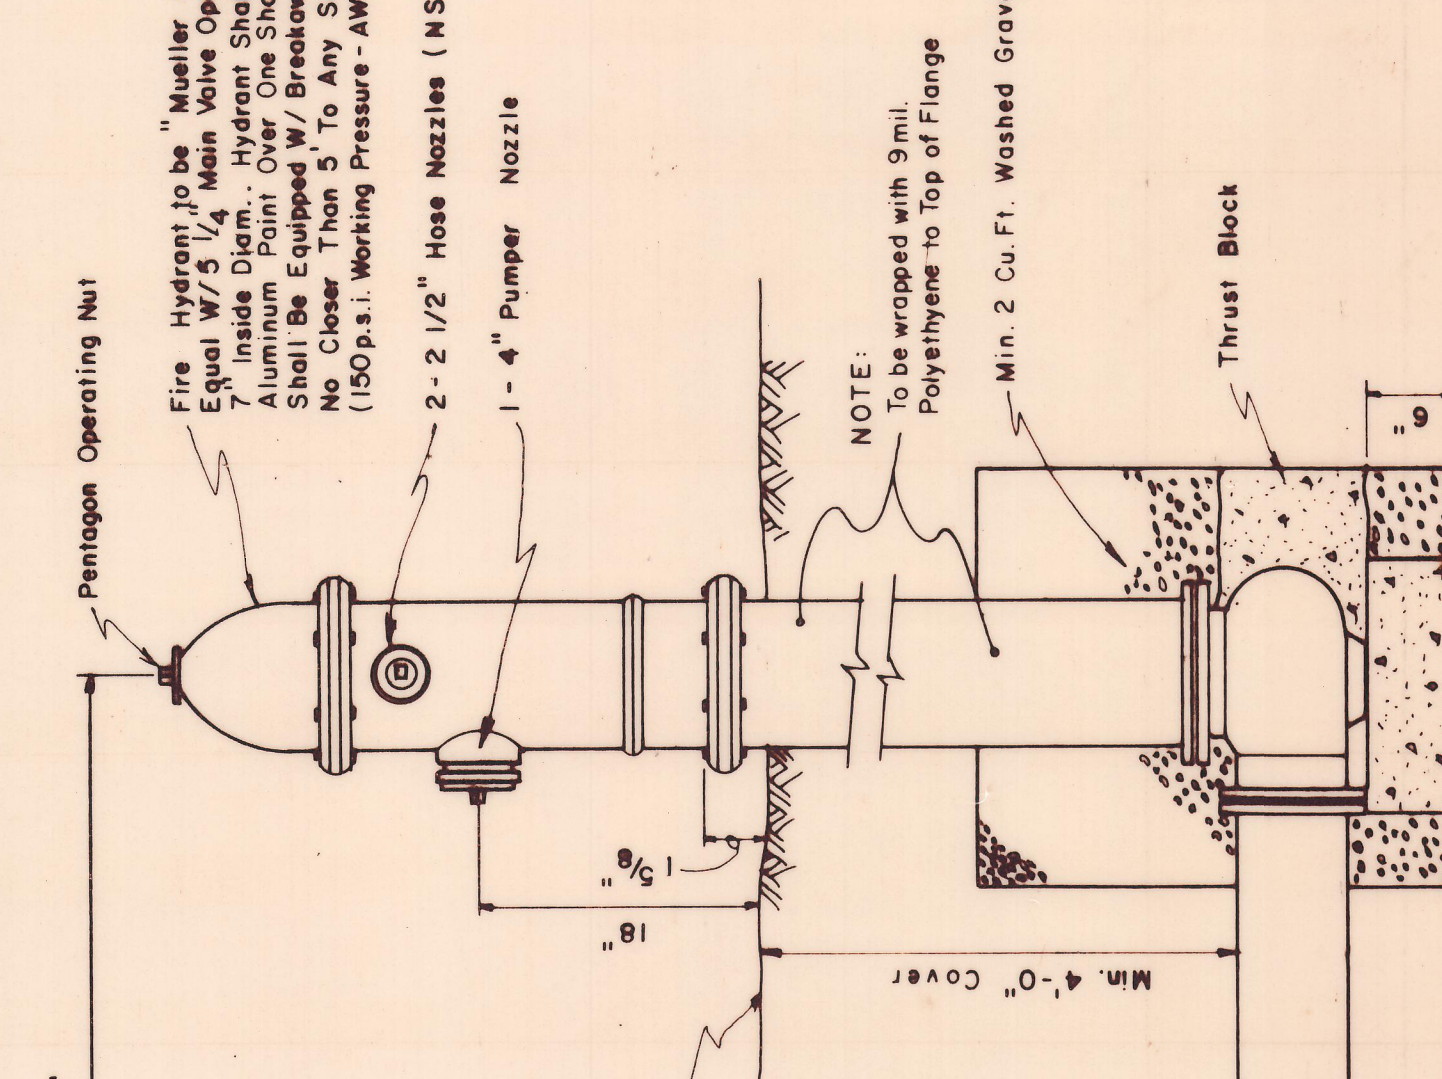 Pentagon Operating Nut
Fire Hydrant to be "Mueller
Equal W/ 5 1/4" Main Valve Op
7" Inside Diam.. Hydrant Sha
Aluminum Paint Over One Sho
Shall Be Equipped W/ Breakaw
No Closer Than 5' To Any S
(150 p.s.i. Working Pressure - AW
2 - 2 1/2" Hose Nozzles (NS
1 - 4" Pumper Nozzle
NOTE:
To be wrapped with 9 mil.
Polyethyene to Top of Flange
Min. 2 Cu. Ft. Washed Grav
Thrust Block
6"
1 5/8"
18"
Min. 4'-0" Cover